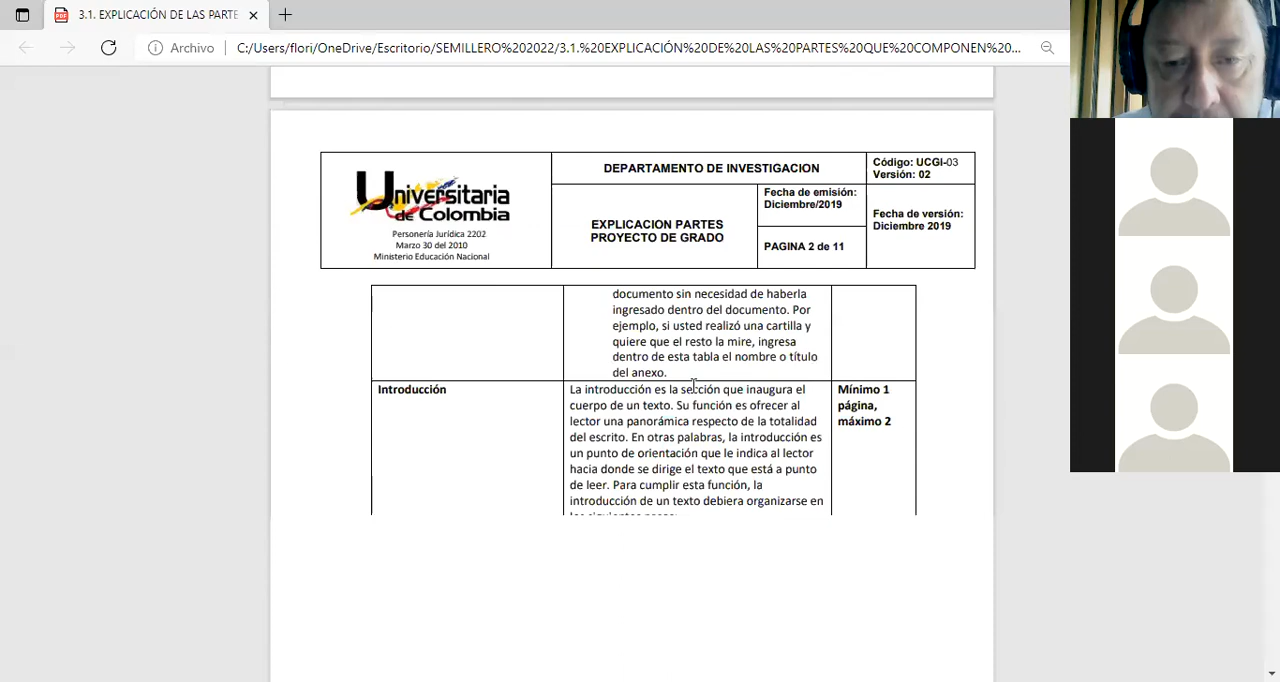 3.1. EXPLICACIÓN DE LAS PARTE
Archivo
C:/Users/flori/OneDrive/Escritorio/SEMILLERO%202022/3.1.%20EXPLICACIÓN%20DE%20LAS%20PARTES%20QUE%20COMPONEN%20...
Universitaria
de Colombia
Personería Jurídica 2202
Marzo 30 del 2010
Ministerio Educación Nacional
DEPARTAMENTO DE INVESTIGACION
EXPLICACION PARTES
PROYECTO DE GRADO
Fecha de emisión:
Diciembre/2019
PAGINA 2 de 11
Código: UCGI-03
Versión: 02
Fecha de versión:
Diciembre 2019
documento sin necesidad de haberla
ingresado dentro del documento. Por
ejemplo, si usted realizó una cartilla y
quiere que el resto la mire, ingresa
dentro de esta tabla el nombre o título
del anexo.
Introducción
La introducción es la sección que inaugura el
cuerpo de un texto. Su función es ofrecer al
lector una panorámica respecto de la totalidad
del escrito. En otras palabras, la introducción es
un punto de orientación que le indica al lector
hacia donde se dirige el texto que está a punto
de leer. Para cumplir esta función, la
introducción de un texto debiera organizarse en
Mínimo 1
página,
máximo 2